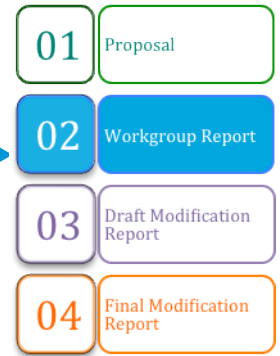 01
Proposal
02
Workgroup Report
03
Draft Modification
Report
04
Final Modification
Report